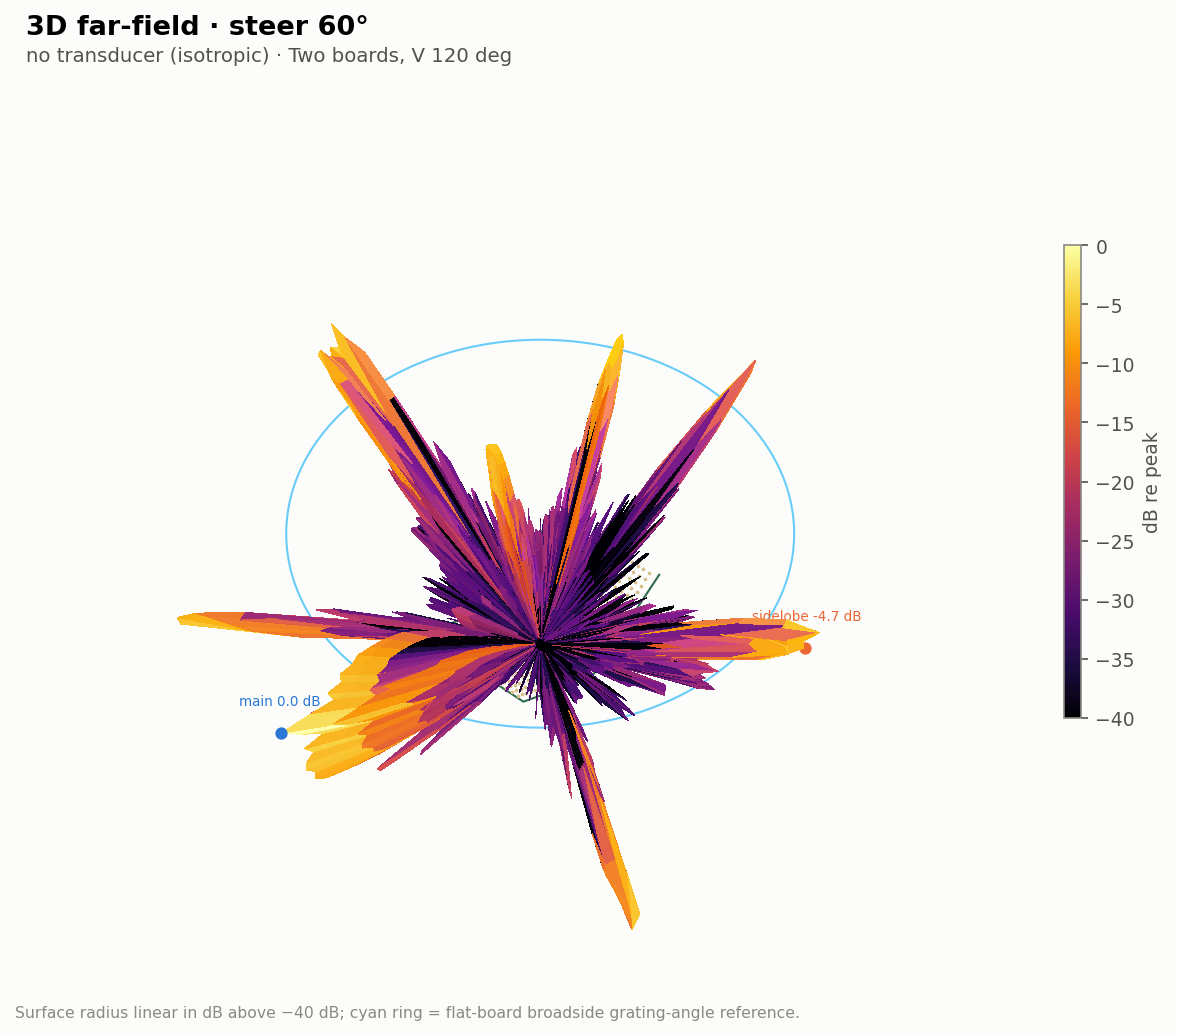 3D far-field · steer 60°
no transducer (isotropic) · Two boards, V 120 deg
0
−5
−10
−15
−20
−25
−30
−35
−40
dB re peak
sidelobe -4.7 dB
main 0.0 dB
Surface radius linear in dB above −40 dB; cyan ring = flat-board broadside grating-angle reference.